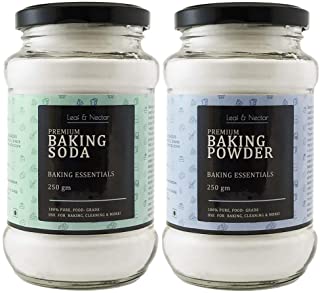 Leaf & Nectar
PREMIUM
BAKING
SODA
BAKING ESSENTIALS
250 gm
100% PURE, FOOD- GRADE
USE FOR BAKING, CLEANING & MORE!
Leaf & Nectar
PREMIUM
BAKING
POWDER
BAKING ESSENTIALS
250 gm
100% PURE, FOOD- GRADE
USE FOR BAKING, CLEANING & MORE!